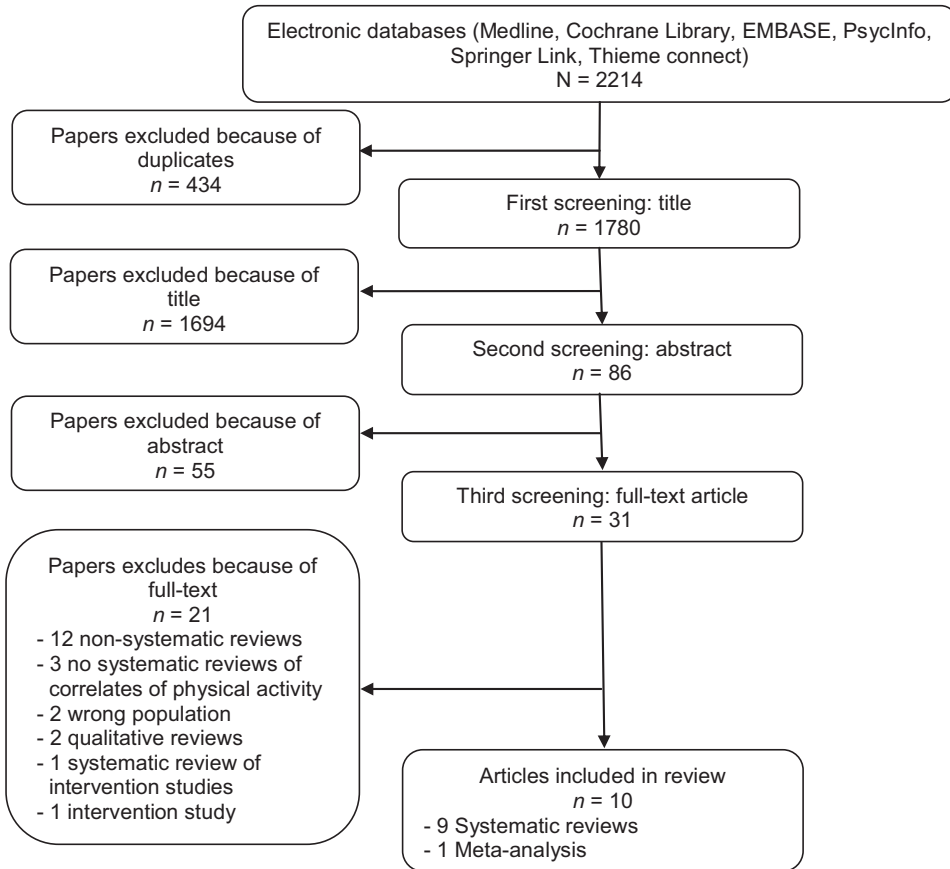 Electronic databases (Medline, Cochrane Library, EMBASE, PsycInfo,
Springer Link, Thieme connect)
N = 2214
Papers excluded because of
duplicates
n = 434
First screening: title
n = 1780
Papers excluded because of
title
n = 1694
Second screening: abstract
n = 86
Papers excluded because of
abstract
n = 55
Third screening: full-text article
n = 31
Papers excludes because of
full-text
n = 21
- 12 non-systematic reviews
- 3 no systematic reviews of
correlates of physical activity
- 2 wrong population
- 2 qualitative reviews
- 1 systematic review of
intervention studies
- 1 intervention study
Articles included in review
n = 10
- 9 Systematic reviews
- 1 Meta-analysis